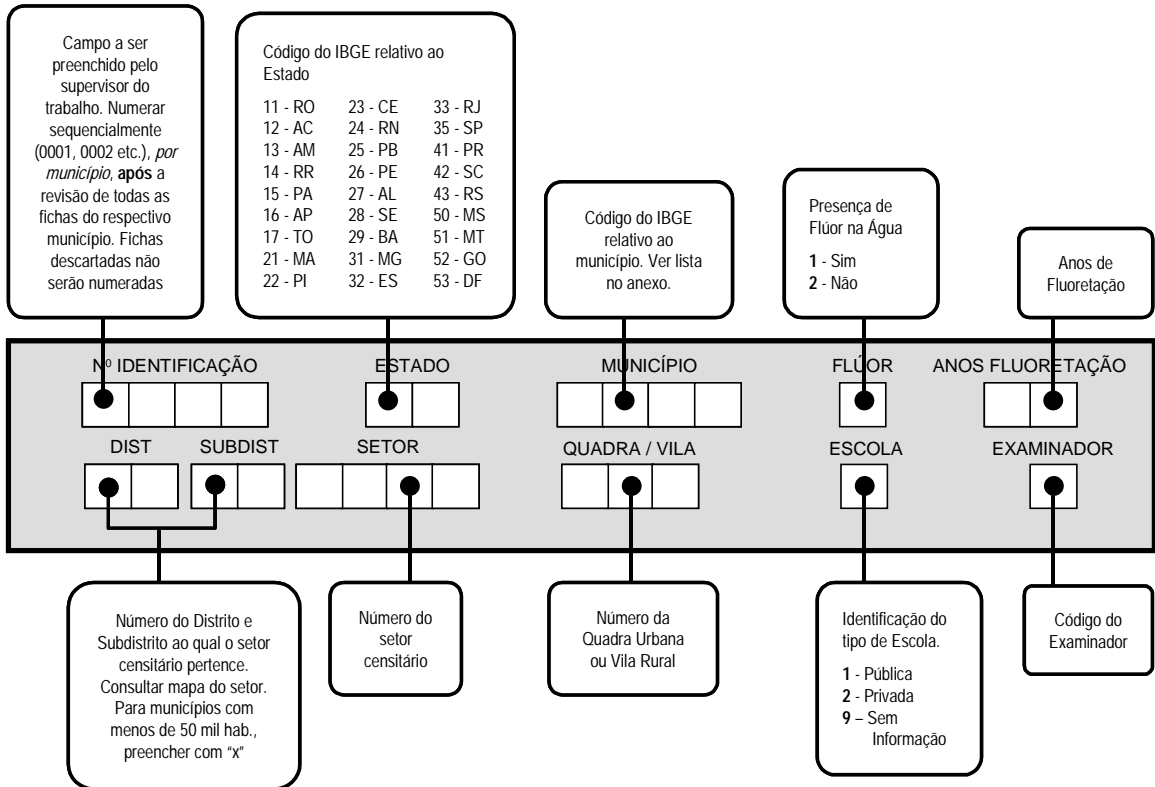 Campo a ser
preenchido pelo
supervisor do
trabalho. Numerar
sequencialmente
(0001, 0002 etc.), por
município, após a
revisão de todas as
fichas do respectivo
município. Fichas
descartadas não
serão numeradas
Código do IBGE relativo ao
Estado
11 - RO 23 - CE 33 - RJ
12 - AC 24 - RN 35 - SP
13 - AM 25 - PB 41 - PR
14 - RR 26 - PE 42 - SC
15 - PA 27 - AL 43 - RS
16 - AP 28 - SE 50 - MS
17 - TO 29 - BA 51 - MT
21 - MA 31 - MG 52 - GO
22 - PI 32 - ES 53 - DF
Código do IBGE
relativo ao
município. Ver lista
no anexo.
Presença de
Flúor na Água
1 - Sim
2 - Não
Anos de
Fluoretação
Nº IDENTIFICAÇÃO ESTADO MUNICÍPIO FLÚOR ANOS FLUORETAÇÃO
DIST SUBDIST SETOR QUADRA / VILA ESCOLA EXAMINADOR
Número do Distrito e
Subdistrito ao qual o setor
censitário pertence.
Consultar mapa do setor.
Para municípios com
menos de 50 mil hab.,
preencher com “x”
Número do
setor
censitário
Número da
Quadra Urbana
ou Vila Rural
Identificação do
tipo de Escola.
1 - Pública
2 - Privada
9 – Sem
Informação
Código do
Examinador